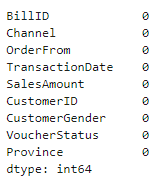 BillID 0
Channel 0
OrderFrom 0
TransactionDate 0
SalesAmount 0
CustomerID 0
CustomerGender 0
VoucherStatus 0
Province 0
dtype: int64